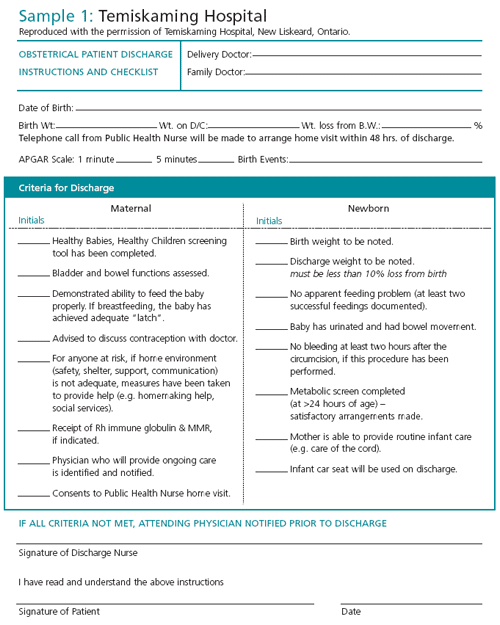 Sample 1: Temiskaming Hospital
Reproduced with the permission of Temiskaming Hospital, New Liskeard, Ontario.
OBSTETRICAL PATIENT DISCHARGE
INSTRUCTIONS AND CHECKLIST
Delivery Doctor:
Family Doctor:
Date of Birth:
Birth Wt: Wt. on D/C: Wt. loss from B.W.: %
Telephone call from Public Health Nurse will be made to arrange home visit within 48 hrs. of discharge.
APGAR Scale: 1 minute 5 minutes Birth Events:
Criteria for Discharge
Maternal
Initials
Healthy Babies, Healthy Children screening
tool has been completed.
Bladder and bowel functions assessed.
Demonstrated ability to feed the baby
properly. If breastfeeding, the baby has
achieved adequate "latch".
Advised to discuss contraception with doctor.
For anyone at risk, if home environment
(safety, shelter, support, communication)
is not adequate, measures have been taken
to provide help (e.g. homemaking help,
social services).
Receipt of Rh immune globulin & MMR,
if indicated.
Physician who will provide ongoing care
is identified and notified.
Consents to Public Health Nurse home visit.
Newborn
Initials
Birth weight to be noted.
Discharge weight to be noted.
must be less than 10% loss from birth
No apparent feeding problem (at least two
successful feedings documented).
Baby has urinated and had bowel movement.
No bleeding at least two hours after the
circumcision, if this procedure has been
performed.
Metabolic screen completed
(at >24 hours of age) –
satisfactory arrangements made.
Mother is able to provide routine infant care
(e.g. care of the cord).
Infant car seat will be used on discharge.
IF ALL CRITERIA NOT MET, ATTENDING PHYSICIAN NOTIFIED PRIOR TO DISCHARGE
Signature of Discharge Nurse
I have read and understand the above instructions
Signature of Patient
Date